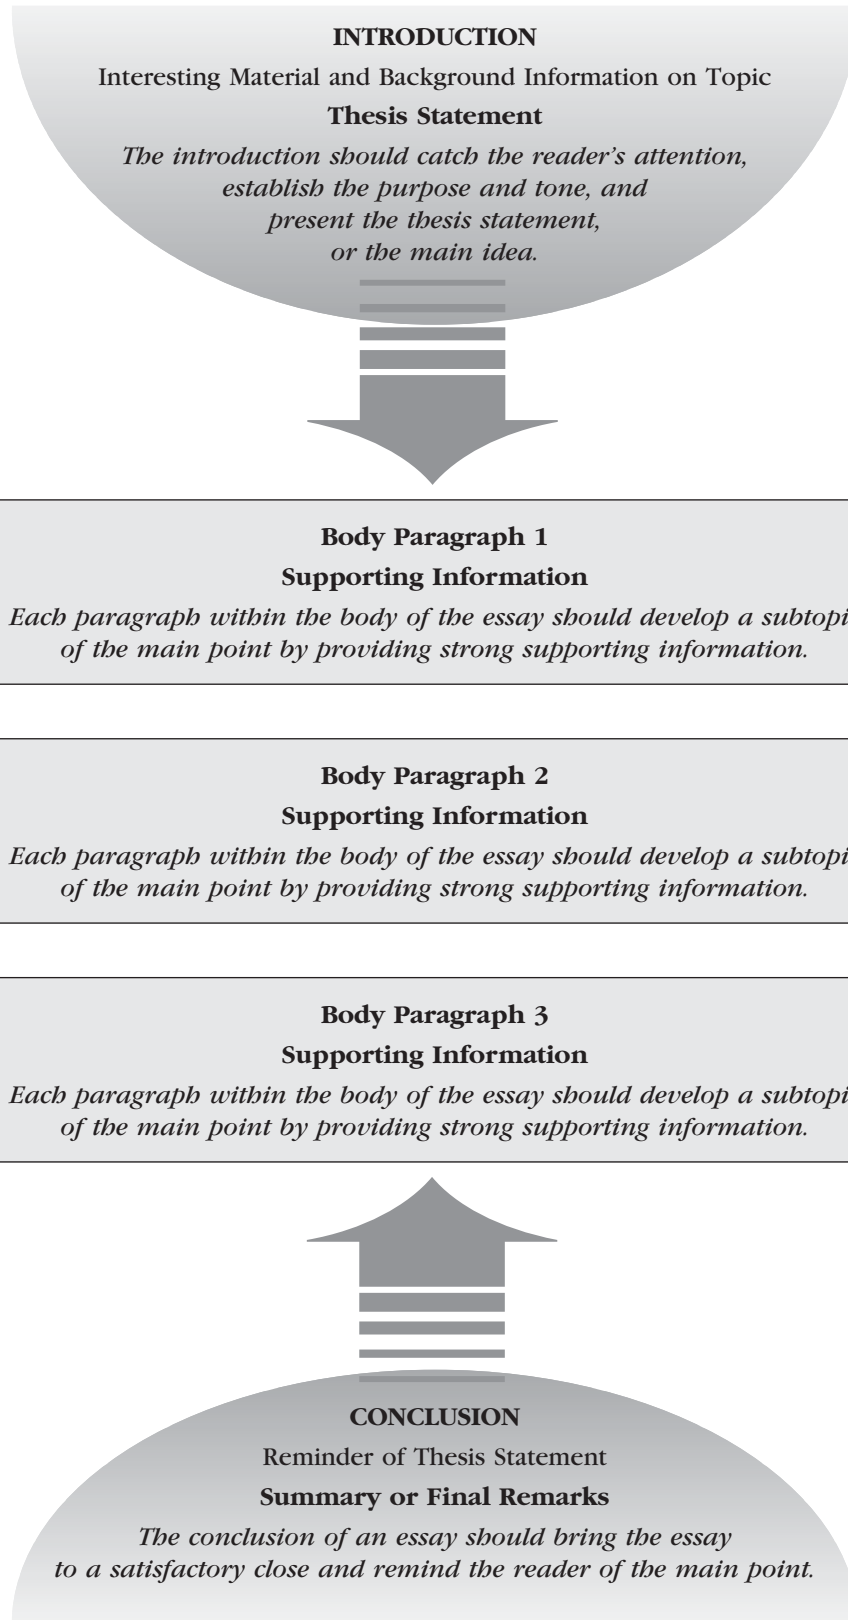 INTRODUCTION
Interesting Material and Background Information on Topic
Thesis Statement
The introduction should catch the reader's attention,
establish the purpose and tone, and
present the thesis statement,
or the main idea.
Body Paragraph 1
Supporting Information
Each paragraph within the body of the essay should develop a subtopi
of the main point by providing strong supporting information.
Body Paragraph 2
Supporting Information
Each paragraph within the body of the essay should develop a subtopi
of the main point by providing strong supporting information.
Body Paragraph 3
Supporting Information
Each paragraph within the body of the essay should develop a subtopi
of the main point by providing strong supporting information.
CONCLUSION
Reminder of Thesis Statement
Summary or Final Remarks
The conclusion of an essay should bring the essay
to a satisfactory close and remind the reader of the main point.